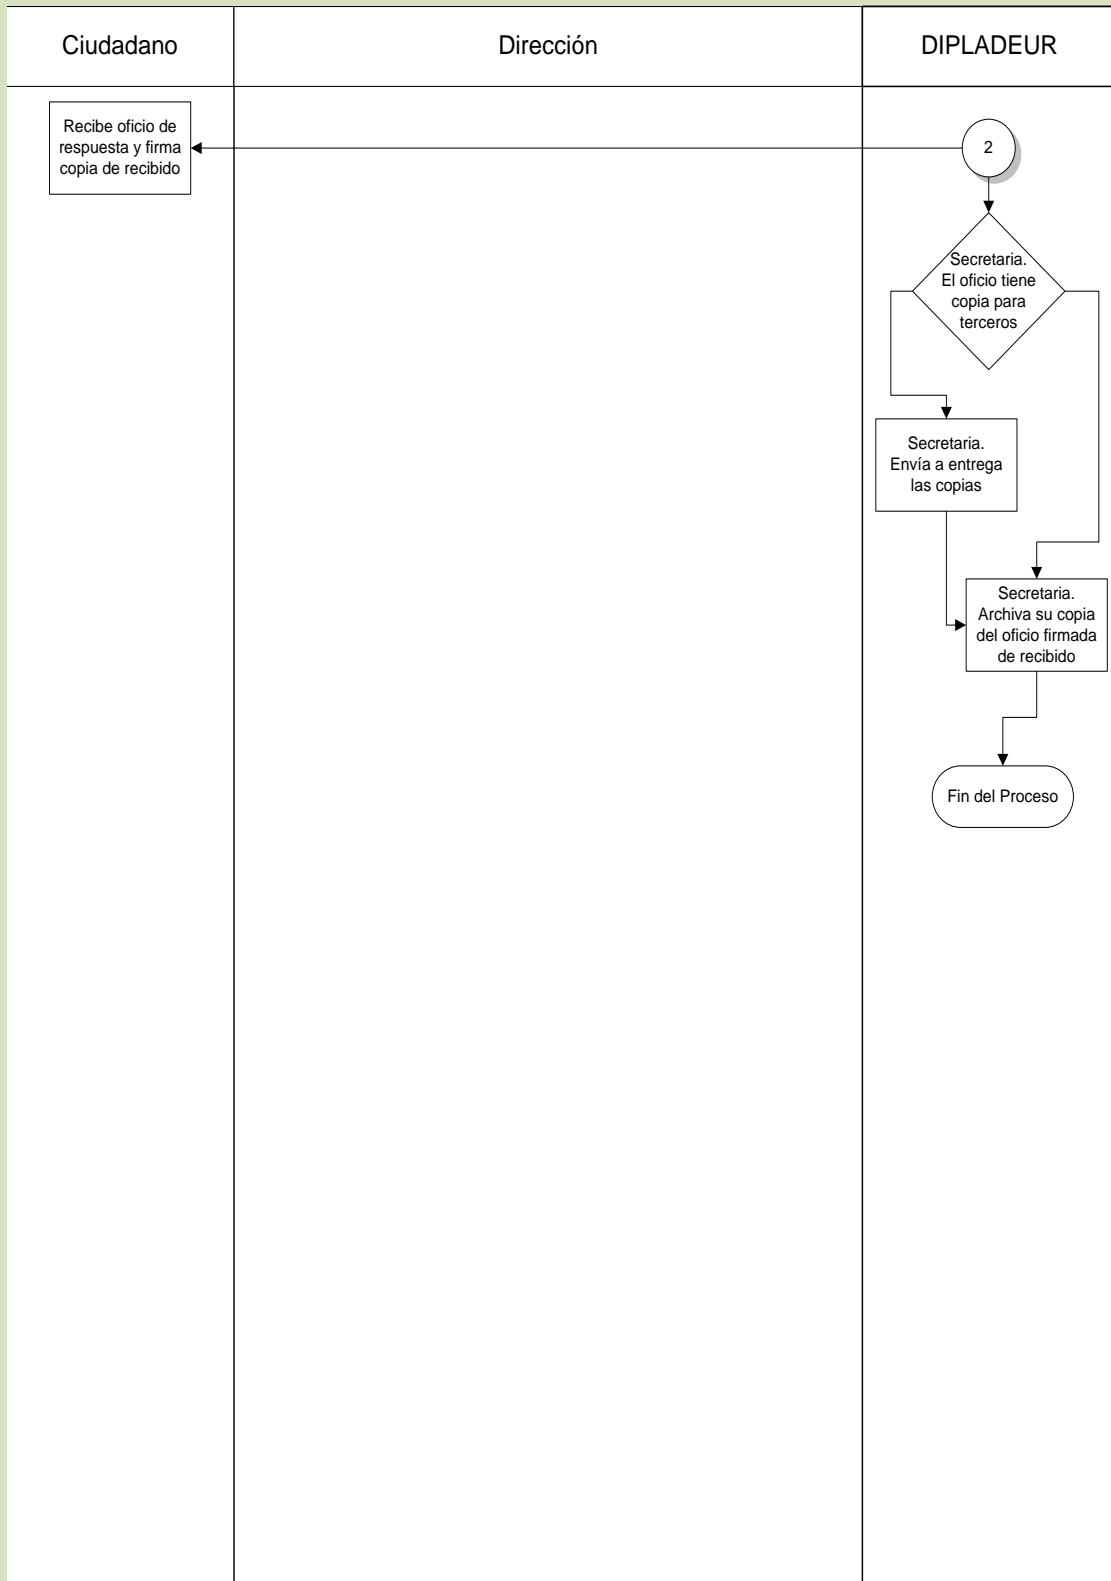 Ciudadano
Dirección
DIPLADEUR
Recibe oficio de
respuesta y firma
copia de recibido
2
Secretaria.
El oficio tiene
copia para
terceros
Secretaria.
Envía a entrega
las copias
Secretaria.
Archiva su copia
del oficio firmada
de recibido
Fin del Proceso